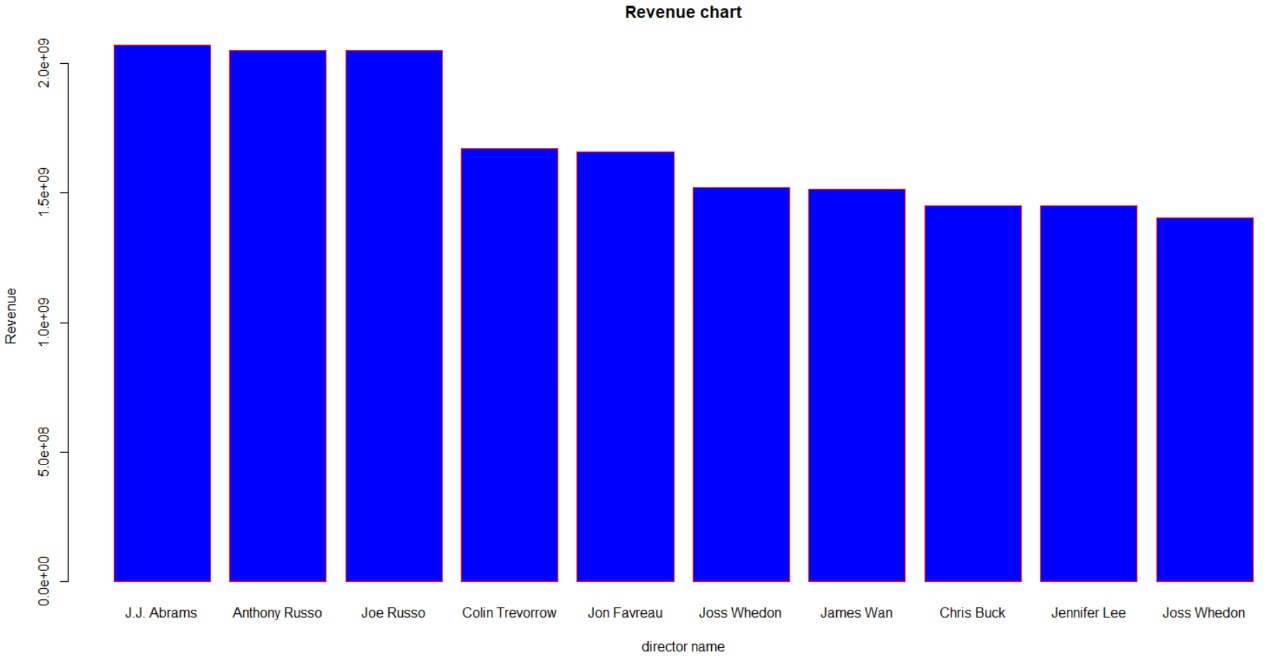 Revenue chart
Revenue
2.0e+09
1.5e+09
1.0e+09
5.0e+08
0.0e+00
J.J. Abrams Anthony Russo Joe Russo Colin Trevorrow Jon Favreau Joss Whedon James Wan Chris Buck Jennifer Lee Joss Whedon
director name